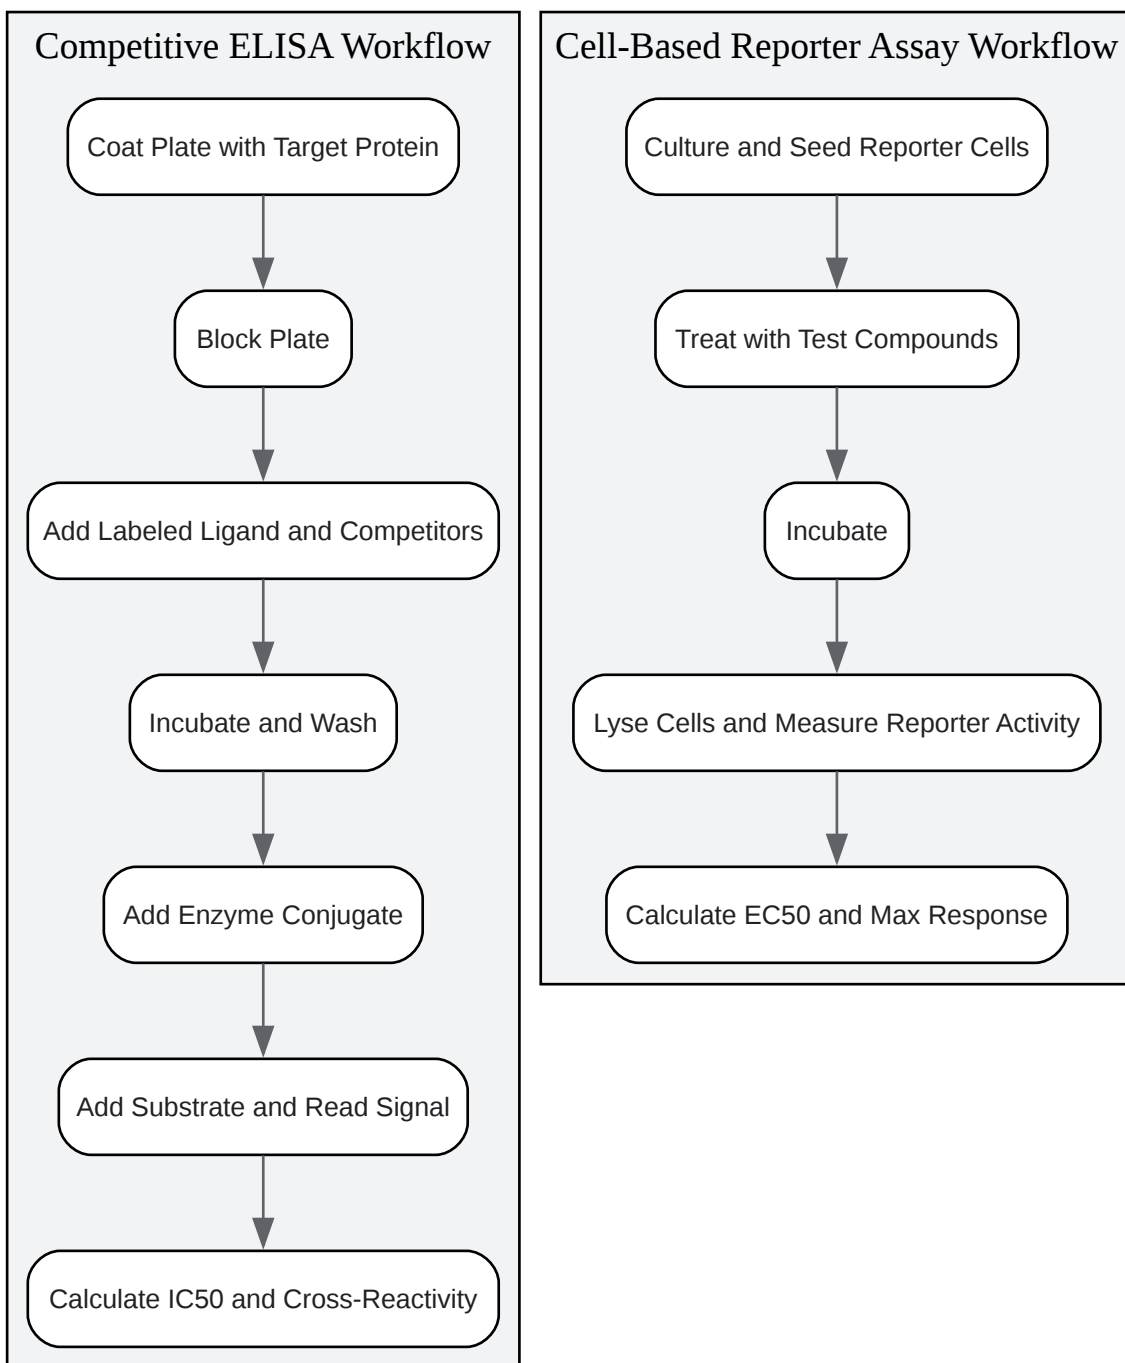 Competitive ELISA Workflow
Coat Plate with Target Protein
Block Plate
Add Labeled Ligand and Competitors
Incubate and Wash
Add Enzyme Conjugate
Add Substrate and Read Signal
Calculate IC50 and Cross-Reactivity
Cell-Based Reporter Assay Workflow
Culture and Seed Reporter Cells
Treat with Test Compounds
Incubate
Lyse Cells and Measure Reporter Activity
Calculate EC50 and Max Response